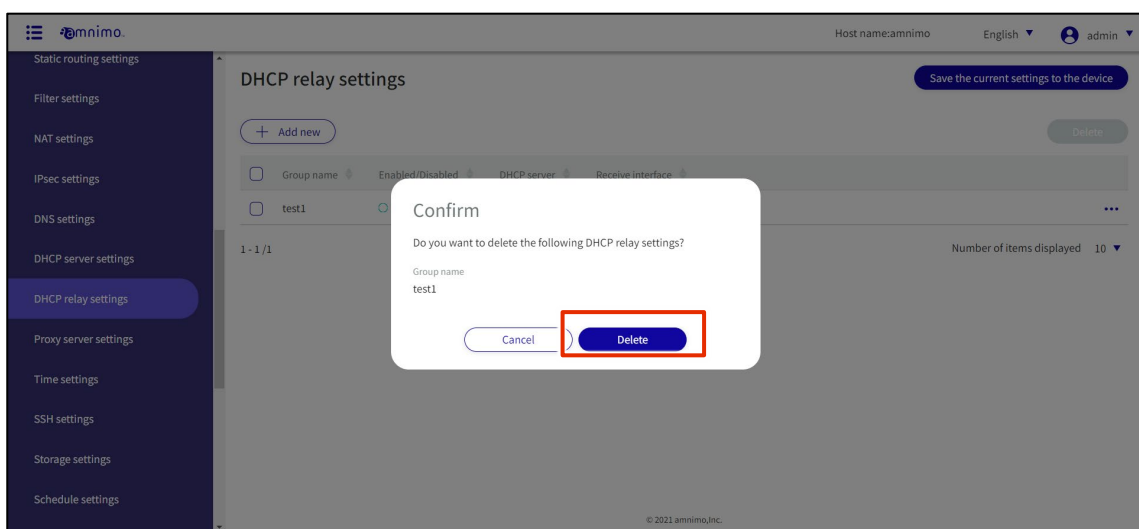 amnimo.
Host name:amnimo
English
admin
Static routing settings
Filter settings
NAT settings
IPsec settings
DNS settings
DHCP server settings
DHCP relay settings
Proxy server settings
Time settings
SSH settings
Storage settings
Schedule settings
DHCP relay settings
Save the current settings to the device
+ Add new
Delete
Group name Enabled/Disabled DHCP server Receive interface
test1
1 - 1 /1
Number of items displayed 10
Confirm
Do you want to delete the following DHCP relay settings?
Group name
test1
Cancel Delete
© 2021 amnimo,Inc.